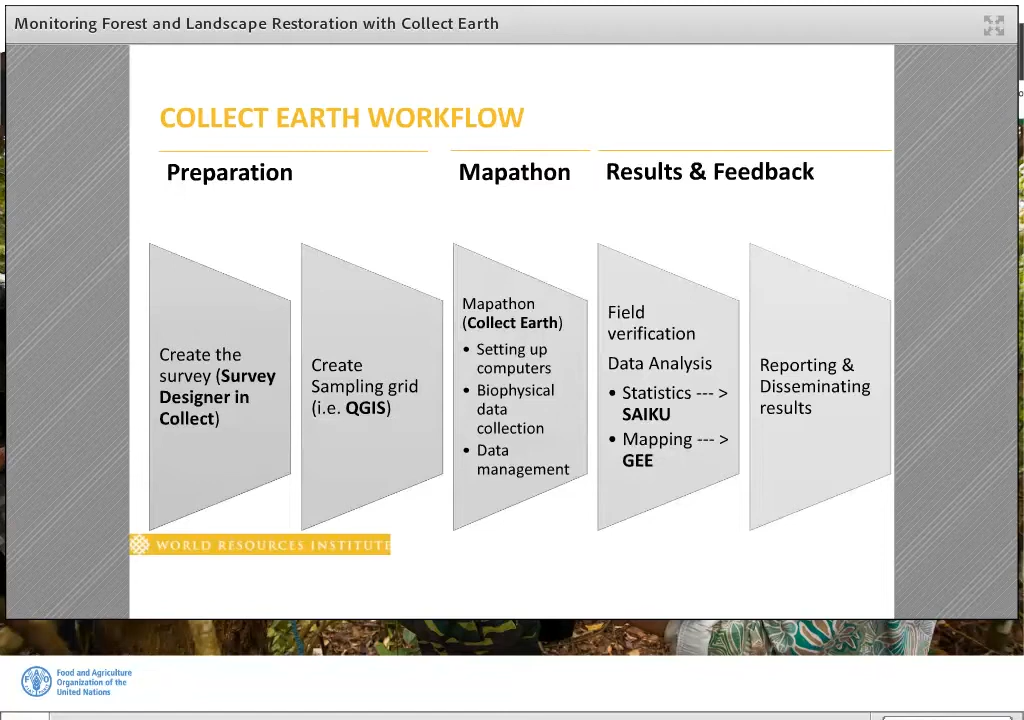 Monitoring Forest and Landscape Restoration with Collect Earth
COLLECT EARTH WORKFLOW
Preparation
Mapathon
Results & Feedback
Create the
survey (Survey
Designer in
Collect)
Create
Sampling grid
(i.e. QGIS)
Mapathon
(Collect Earth)
• Setting up
computers
• Biophysical
data
collection
• Data
management
Field
verification
Data Analysis
• Statistics --- >
SAIKU
• Mapping --- >
GEE
Reporting &
Disseminating
results
WORLD RESOURCES INSTITUTE
Food and Agriculture
Organization of the
United Nations